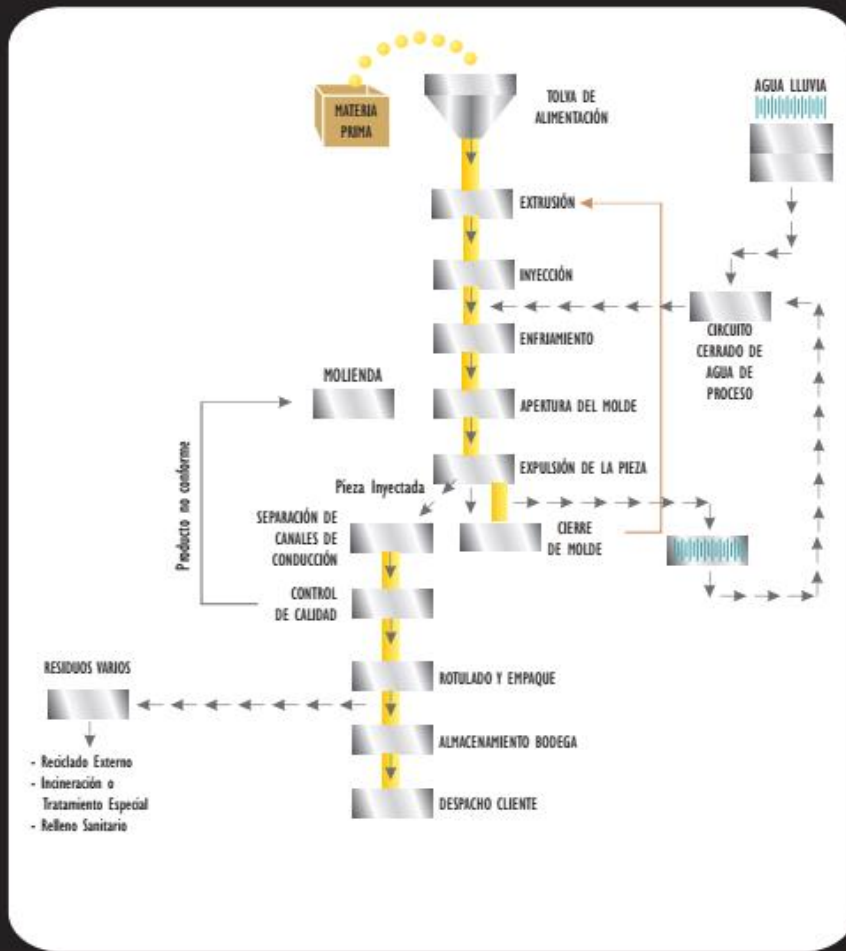 MATERIA
PRIMA
TOLVA DE
ALIMENTACIÓN
AGUA LLUVIA
EXTRUSIÓN
INYECCIÓN
CIRCUITO
CERRADO DE
AGUA DE
PROCESO
ENFRIAMIENTO
MOLIENDA
APERTURA DEL MOLDE
EXPULSIÓN DE LA PIEZA
Pieza Inyectada
Producto no conforme
SEPARACIÓN DE
CANALES DE
CONDUCCIÓN
CIERRE
DE MOLDE
CONTROL
DE CALIDAD
RESIDUOS VARIOS
ROTULADO Y EMPAQUE
ALMACENAMIENTO BODEGA
- Reciclado Externo
- Incineración o
Tratamiento Especial
- Relleno Sanitario
DESPACHO CLIENTE